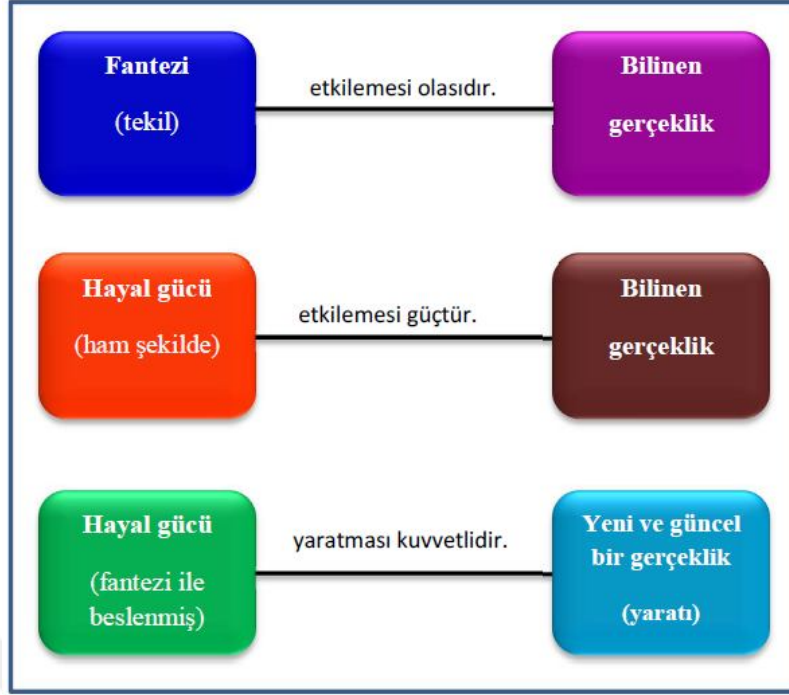 Fantezi
(tekil)
etkilemesi olasıdır.
Bilinen
gerçeklik
Hayal gücü
(ham şekilde)
etkilemesi güçtür.
Bilinen
gerçeklik
Hayal gücü
(fantezi ile
beslenmiş)
yaratması kuvvetlidir.
Yeni ve güncel
bir gerçeklik
(yaratı)